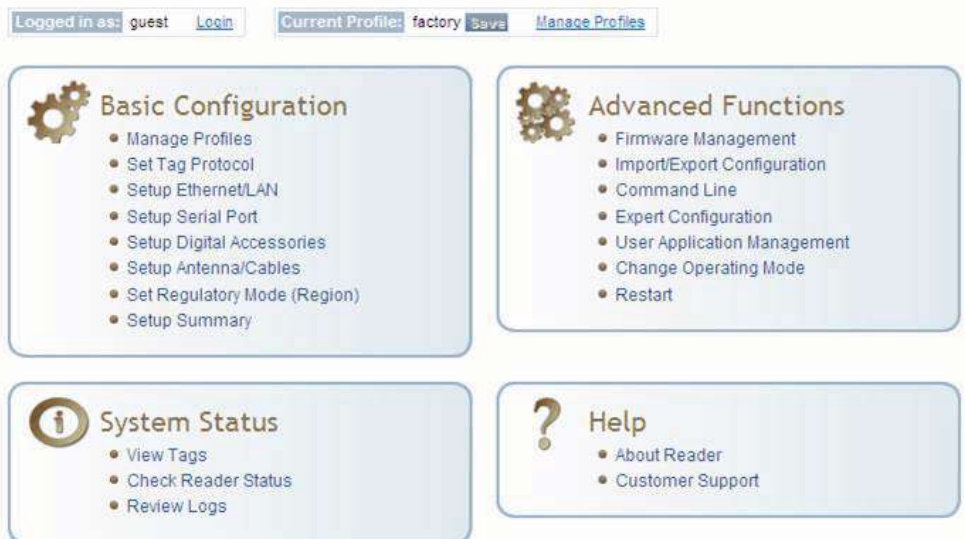 Logged in as: guest Login Current Profile: factory Save Manage Profiles
Basic Configuration
Manage Profiles
Set Tag Protocol
Setup Ethernet/LAN
Setup Serial Port
Setup Digital Accessories
Setup Antenna/Cables
Set Regulatory Mode (Region)
Setup Summary
Advanced Functions
Firmware Management
Import/Export Configuration
Command Line
Expert Configuration
User Application Management
Change Operating Mode
Restart
System Status
View Tags
Check Reader Status
Review Logs
Help
About Reader
Customer Support